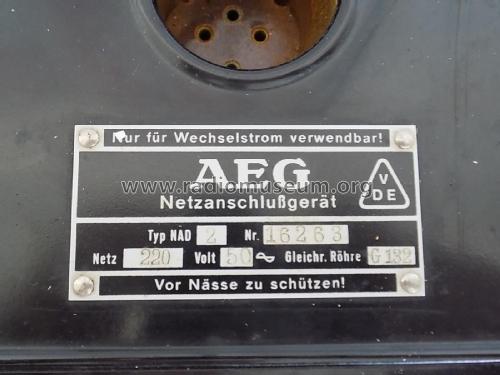 Nur für Wechselstrom verwendbar!
AEG
Netzanschlußgerät
V
DE
Typ NAD 2 Nr. 16263
Netz 220 Volt 50 ~ Gleichr. Röhre G 132
Vor Nässe zu schützen!
www.radiomuseum.org